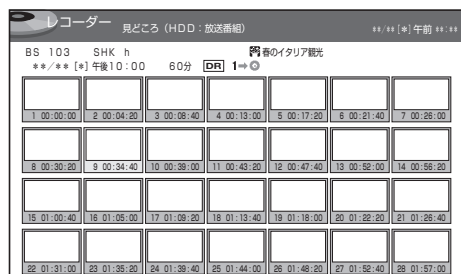 レコーダー 見どころ(HDD:放送番組) **/** [*] 午前 **:**
BS 103 SHK h 春のイタリア観光
**/** [*] 午後10:00 60分 DR 1
1 00:00:00 2 00:04:20 3 00:08:40 4 00:13:00 5 00:17:20 6 00:21:40 7 00:26:00
8 00:30:20 9 00:34:40 10 00:39:00 11 00:43:20 12 00:47:40 13 00:52:00 14 00:56:20
15 01:00:40 16 01:05:00 17 01:09:20 18 01:13:40 19 01:18:00 20 01:22:20 21 01:26:40
22 01:31:00 23 01:35:20 24 01:39:40 25 01:44:00 26 01:48:20 27 01:52:40 28 01:57:00